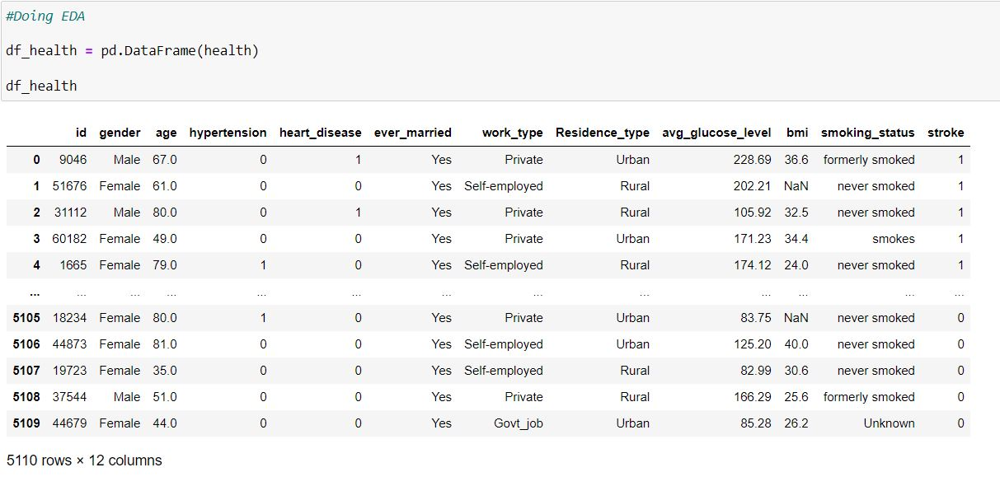 #Doing EDA
df_health = pd.DataFrame(health)
df_health
id gender age hypertension heart_disease ever_married work_type Residence_type avg_glucose_level bmi smoking_status stroke
0 9046 Male 67.0 0 1 Yes Private Urban 228.69 36.6 formerly smoked 1
1 51676 Female 61.0 0 0 Yes Self-employed Rural 202.21 NaN never smoked 1
2 31112 Male 80.0 0 1 Yes Private Rural 105.92 32.5 never smoked 1
3 60182 Female 49.0 0 0 Yes Private Urban 171.23 34.4 smokes 1
4 1665 Female 79.0 1 0 Yes Self-employed Rural 174.12 24.0 never smoked 1
... ... ... ... ... ... ... ... ... ... ... ... ...
5105 18234 Female 80.0 1 0 Yes Private Urban 83.75 NaN never smoked 0
5106 44873 Female 81.0 0 0 Yes Self-employed Urban 125.20 40.0 never smoked 0
5107 19723 Female 35.0 0 0 Yes Self-employed Rural 82.99 30.6 never smoked 0
5108 37544 Male 51.0 0 0 Yes Private Rural 166.29 25.6 formerly smoked 0
5109 44679 Female 44.0 0 0 Yes Govt_job Urban 85.28 26.2 Unknown 0
5110 rows × 12 columns